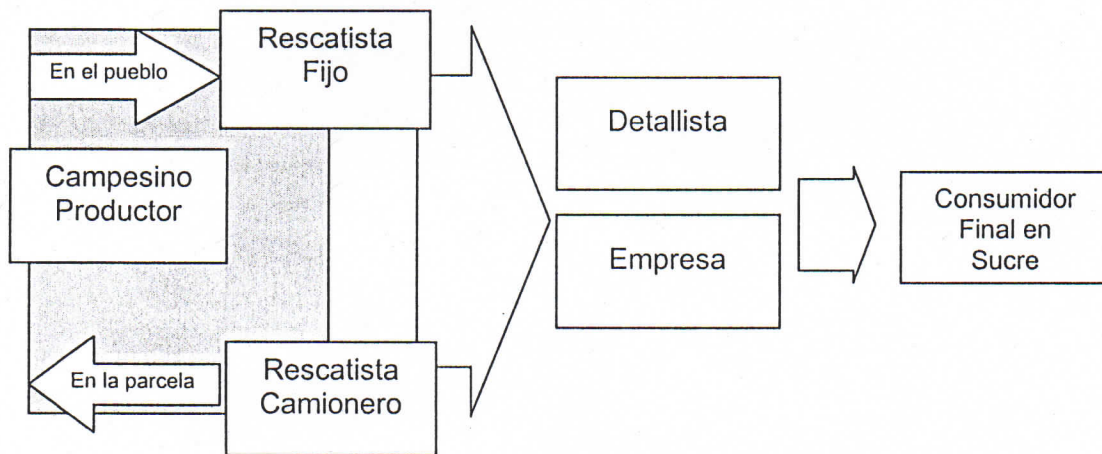 Rescatista
Fijo
En el pueblo
Campesino
Productor
En la parcela
Rescatista
Camionero
Detallista
Empresa
Consumidor
Final en
Sucre